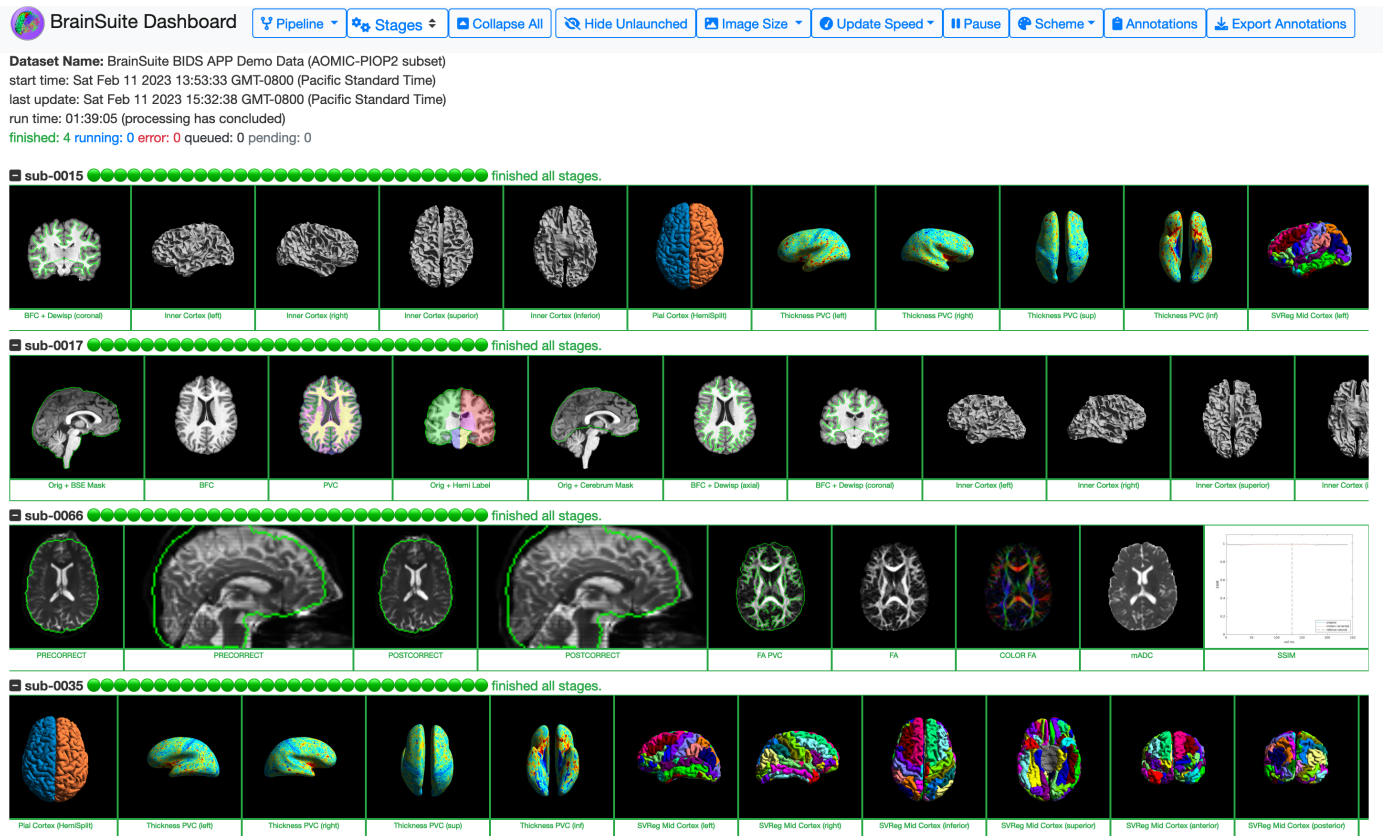 BrainSuite Dashboard
Pipeline
Stages
Collapse All
Hide Unlaunched
Image Size
Update Speed
Pause
Scheme
Annotations
Export Annotations
Dataset Name: BrainSuite BIDS APP Demo Data (AOMIC-PIOP2 subset)
start time: Sat Feb 11 2023 13:53:33 GMT-0800 (Pacific Standard Time)
last update: Sat Feb 11 2023 15:32:38 GMT-0800 (Pacific Standard Time)
run time: 01:39:05 (processing has concluded)
finished: 4 running: 0 error: 0 queued: 0 pending: 0
sub-0015 finished all stages.
BFC + Dewisp (coronal)
Inner Cortex (left)
Inner Cortex (right)
Inner Cortex (superior)
Inner Cortex (inferior)
Pial Cortex (HemiSplit)
Thickness PVC (left)
Thickness PVC (right)
Thickness PVC (sup)
Thickness PVC (inf)
SVReg Mid Cortex (left)
sub-0017 finished all stages.
Orig + BSE Mask
BFC
PVC
Orig + Hemi Label
Orig + Cerebrum Mask
BFC + Dewisp (axial)
BFC + Dewisp (coronal)
Inner Cortex (left)
Inner Cortex (right)
Inner Cortex (superior)
Inner Cortex (i
sub-0066 finished all stages.
PRECORRECT
PRECORRECT
POSTCORRECT
POSTCORRECT
FA PVC
FA
COLOR FA
mADC
SSIM
sub-0035 finished all stages.
Pial Cortex (HemiSplit)
Thickness PVC (left)
Thickness PVC (right)
Thickness PVC (sup)
Thickness PVC (inf)
SVReg Mid Cortex (left)
SVReg Mid Cortex (right)
SVReg Mid Cortex (inferior)
SVReg Mid Cortex (superior)
SVReg Mid Cortex (anterior)
SVReg Mid Cortex (posterior)